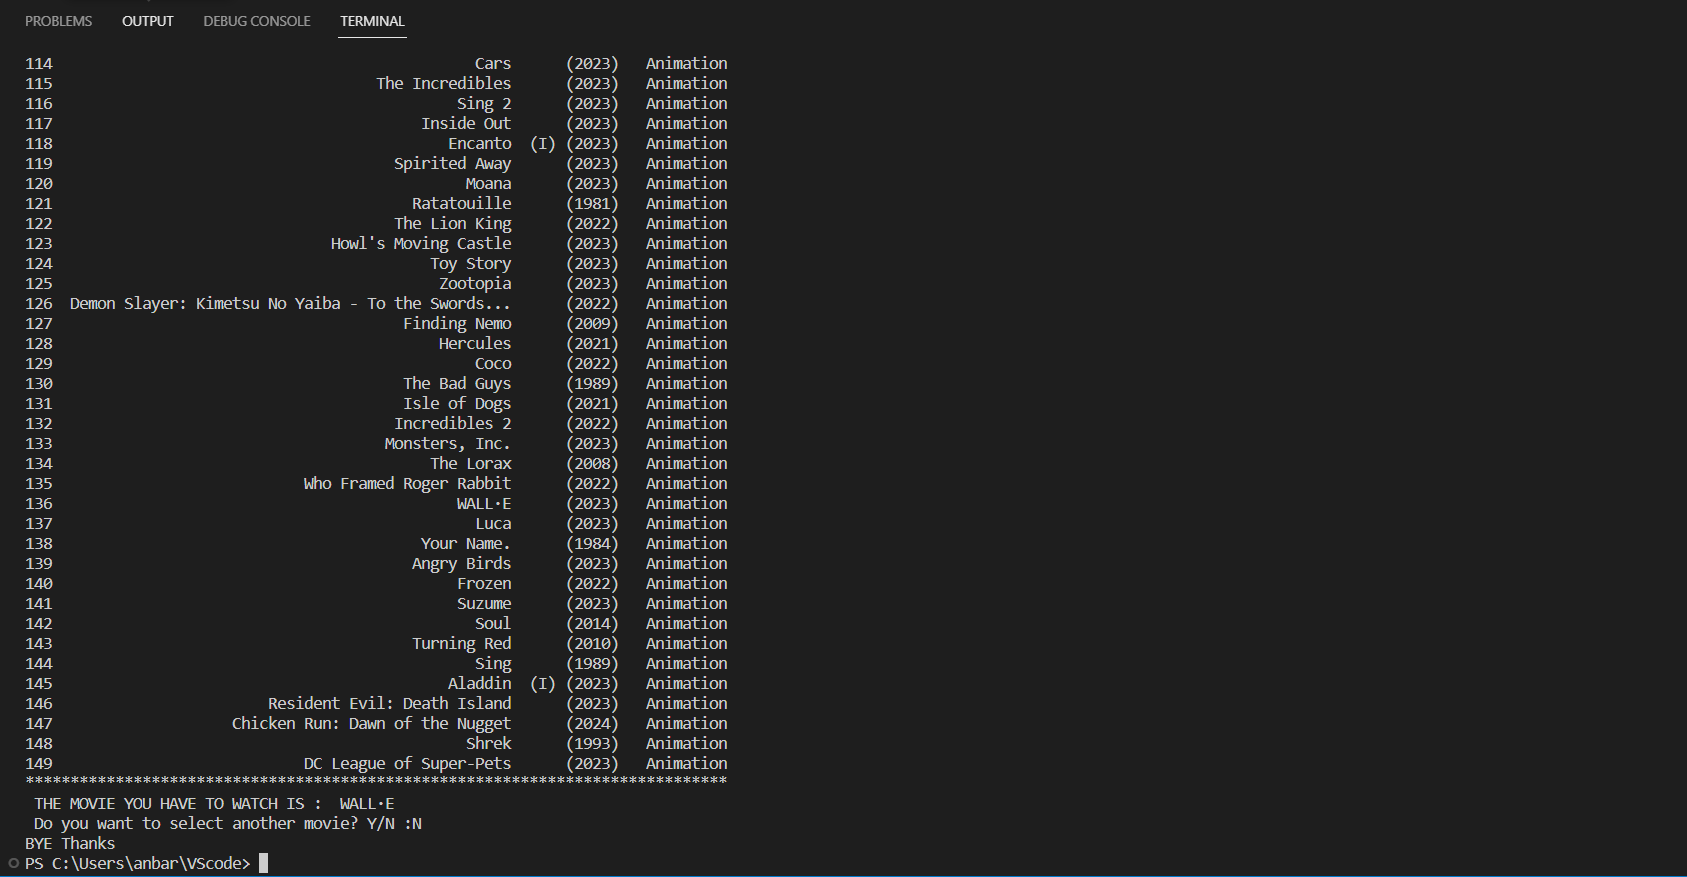 PROBLEMS OUTPUT DEBUG CONSOLE TERMINAL
114 Cars (2023) Animation
115 The Incredibles (2023) Animation
116 Sing 2 (2023) Animation
117 Inside Out (2023) Animation
118 Encanto (I) (2023) Animation
119 Spirited Away (2023) Animation
120 Moana (2023) Animation
121 Ratatouille (1981) Animation
122 The Lion King (2022) Animation
123 Howl's Moving Castle (2023) Animation
124 Toy Story (2023) Animation
125 Zootopia (2023) Animation
126 Demon Slayer: Kimetsu No Yaiba - To the Swords... (2022) Animation
127 Finding Nemo (2009) Animation
128 Hercules (2021) Animation
129 Coco (2022) Animation
130 The Bad Guys (1989) Animation
131 Isle of Dogs (2021) Animation
132 Incredibles 2 (2022) Animation
133 Monsters, Inc. (2023) Animation
134 The Lorax (2008) Animation
135 Who Framed Roger Rabbit (2022) Animation
136 WALL·E (2023) Animation
137 Luca (2023) Animation
138 Your Name. (1984) Animation
139 Angry Birds (2023) Animation
140 Frozen (2022) Animation
141 Suzume (2023) Animation
142 Soul (2014) Animation
143 Turning Red (2010) Animation
144 Sing (1989) Animation
145 Aladdin (I) (2023) Animation
146 Resident Evil: Death Island (2023) Animation
147 Chicken Run: Dawn of the Nugget (2024) Animation
148 Shrek (1993) Animation
149 DC League of Super-Pets (2023) Animation
******************************************************************************
THE MOVIE YOU HAVE TO WATCH IS : WALL·E
Do you want to select another movie? Y/N :N
BYE Thanks
PS C:\Users\anbar\VScode>